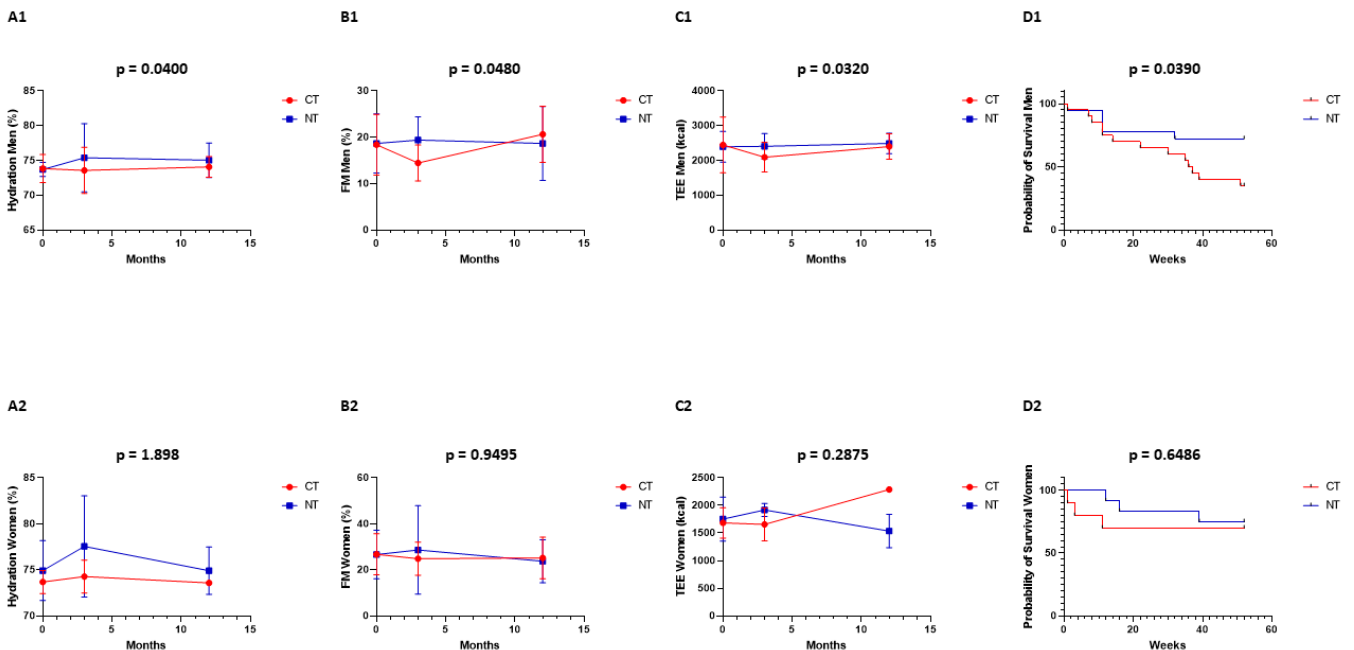 A1
B1
C1
D1
p = 0.0400
p = 0.0480
p = 0.0320
p = 0.0390
Hydration Men (%)
85
80
75
70
65
0
5
10
15
Months
CT
NT
FM Men (%)
30
20
10
0
0
5
10
15
Months
CT
NT
TEE Men (kcal)
4000
3000
2000
1000
0
0
5
10
15
Months
CT
NT
Probability of Survival Men
100
50
0
0
20
40
60
Weeks
CT
NT
A2
B2
C2
D2
p = 1.898
p = 0.9495
p = 0.2875
p = 0.6486
Hydration Women (%)
85
80
75
70
0
5
10
15
Months
CT
NT
FM Women (%)
60
40
20
0
0
5
10
15
Months
CT
NT
TEE Women (kcal)
2500
2000
1500
1000
500
0
0
5
10
15
Months
CT
NT
Probability of Survival Women
100
50
0
0
20
40
60
Weeks
CT
NT